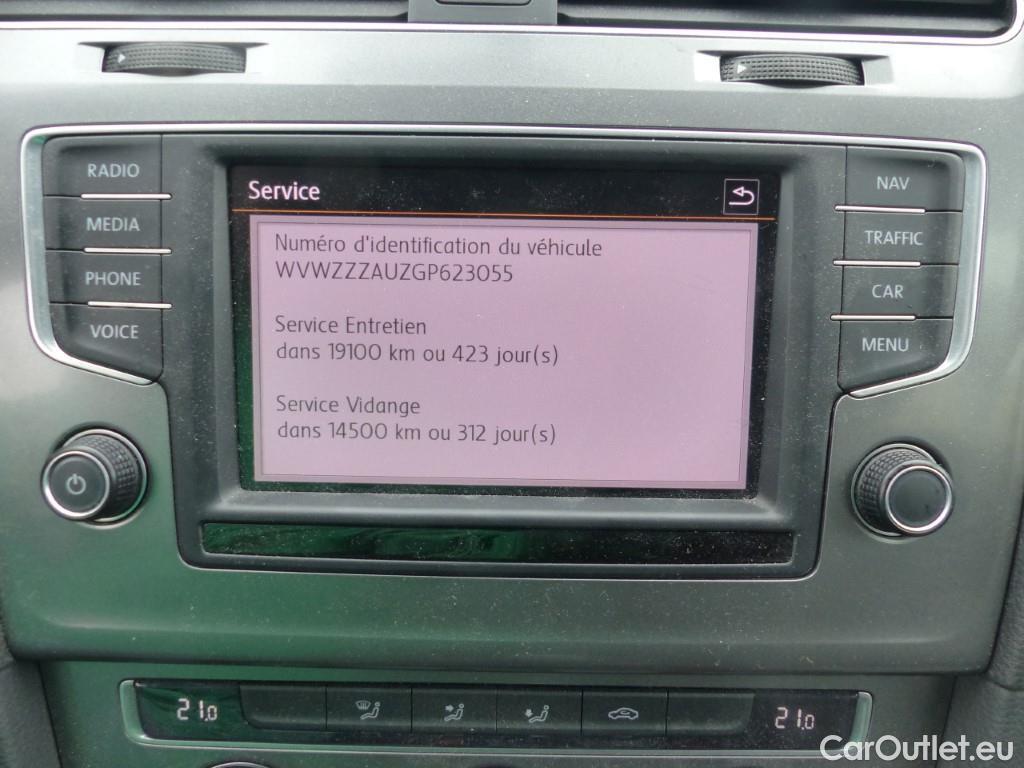 RADIO
MEDIA
PHONE
VOICE
Service
Numéro d'identification du véhicule
WVWZZZAUZGP623055
Service Entretien
dans 19100 km ou 423 jour(s)
Service Vidange
dans 14500 km ou 312 jour(s)
NAV
TRAFFIC
CAR
MENU
21.0
21.0
CarOutlet.eu